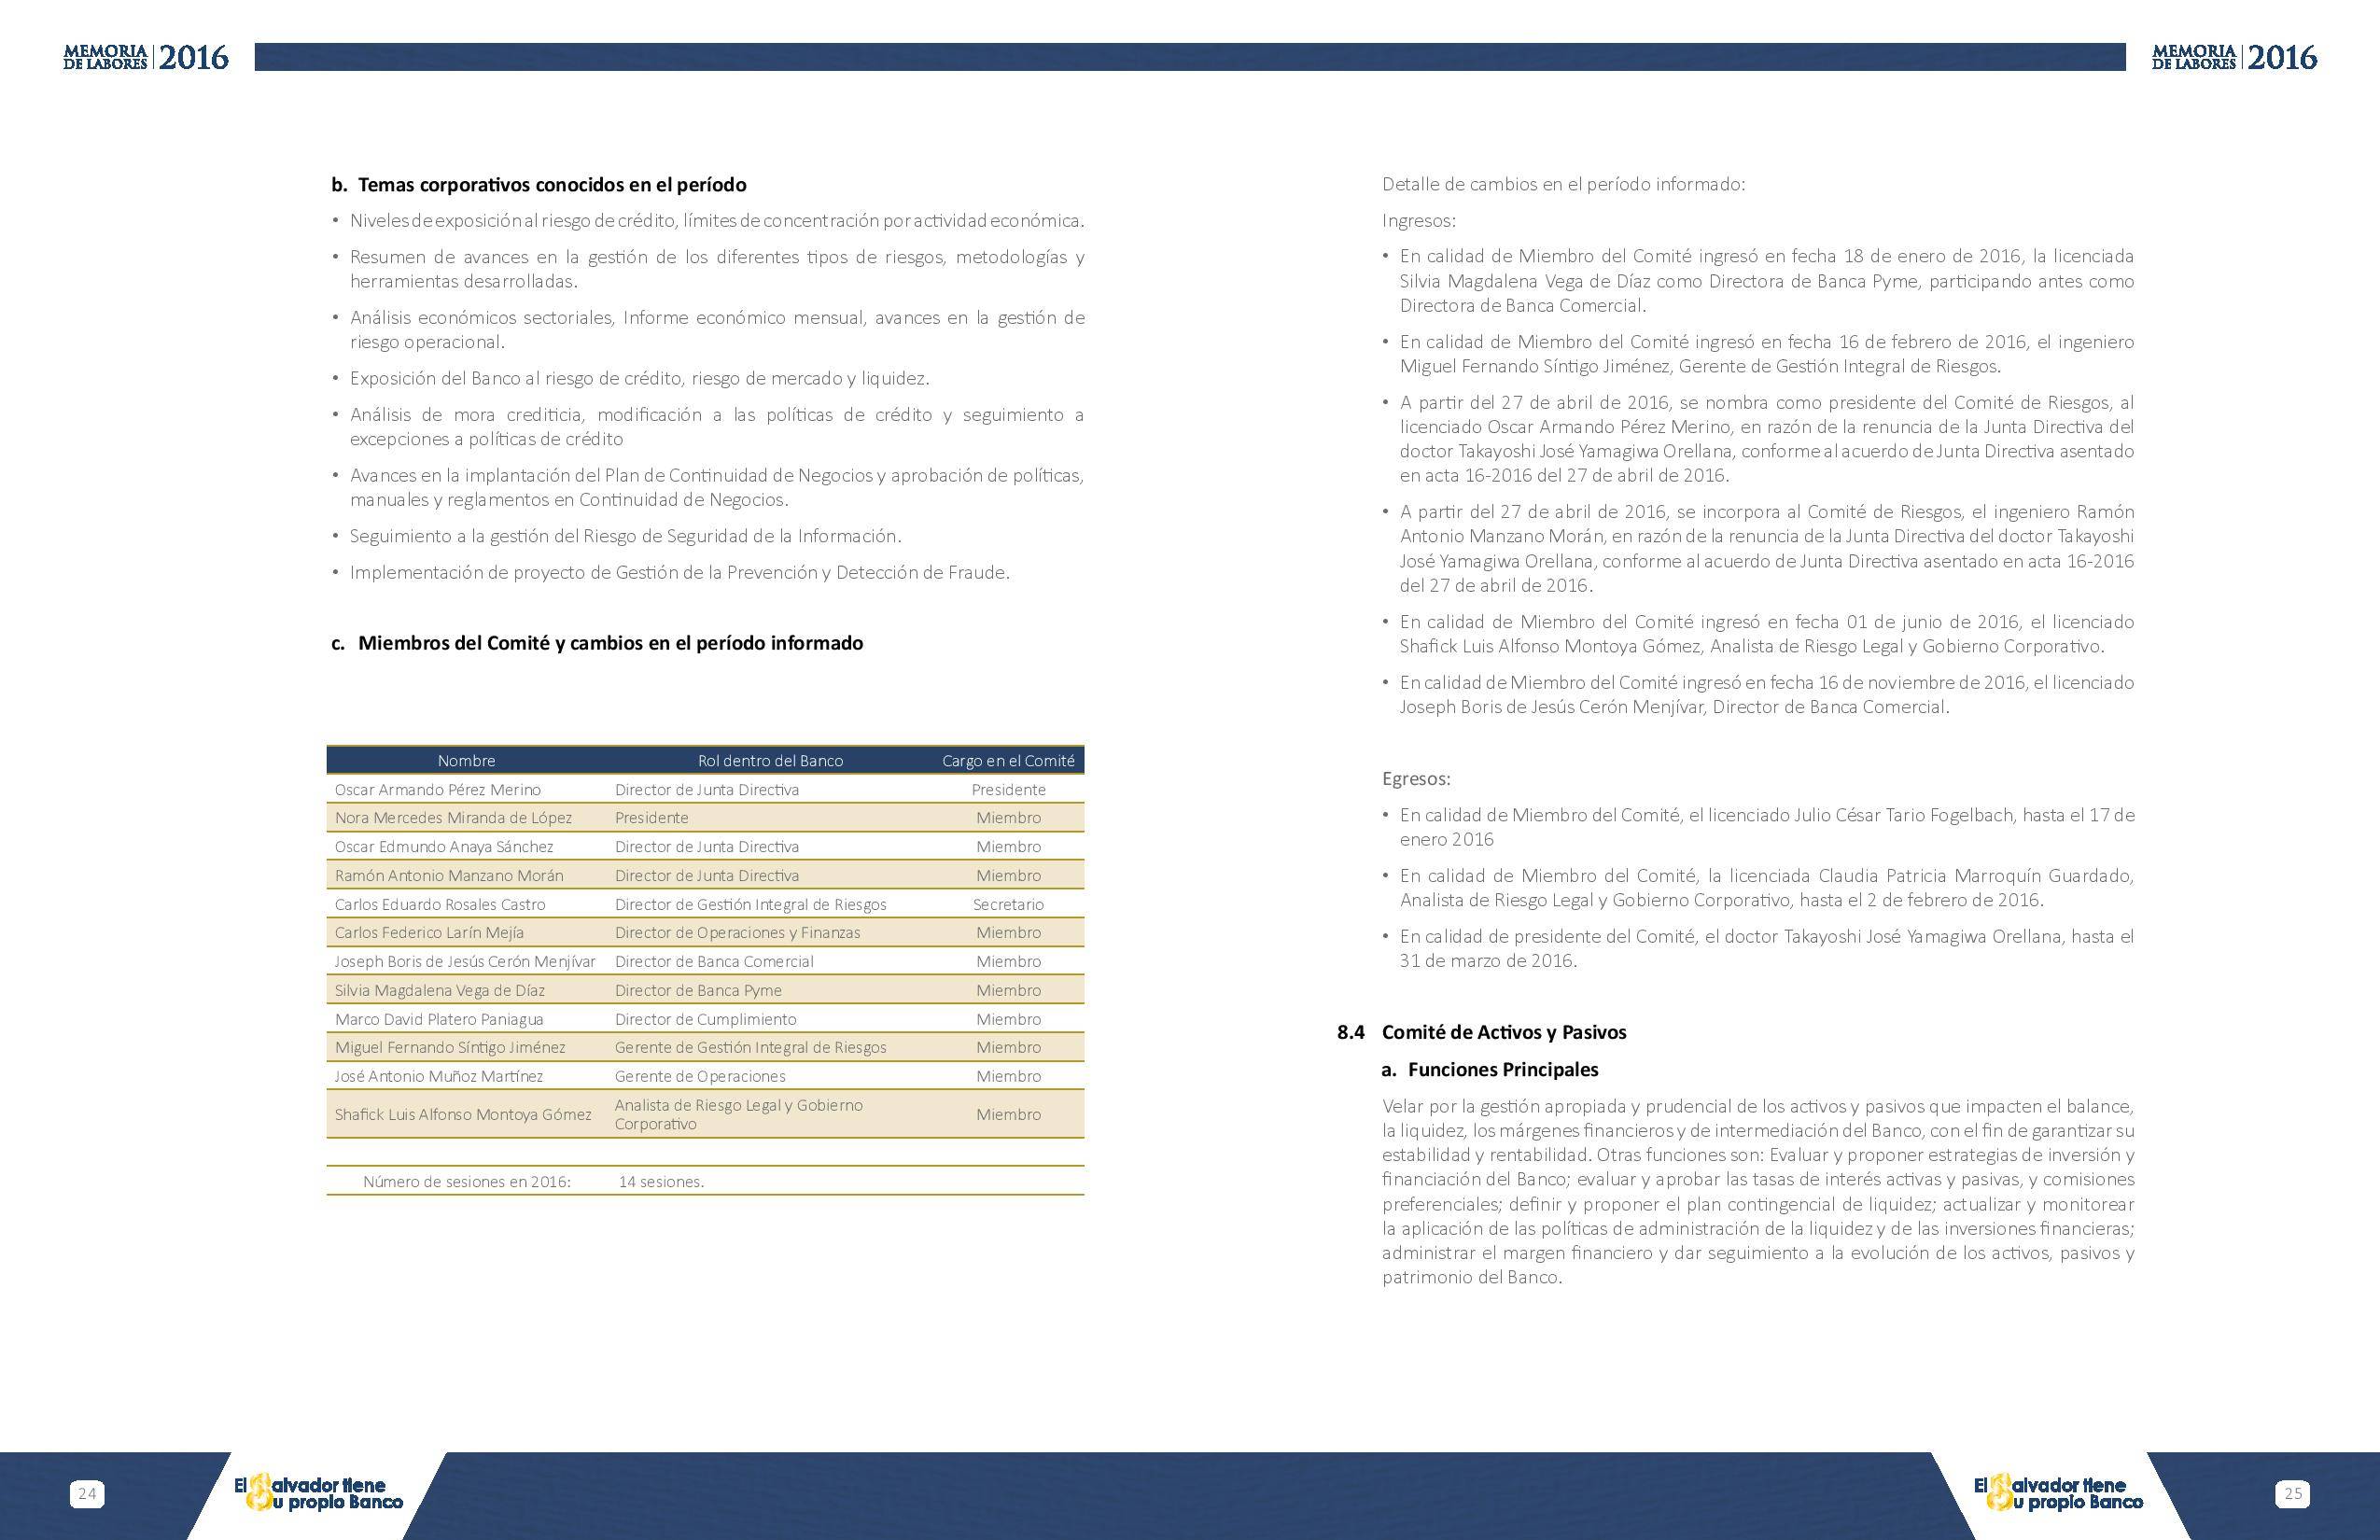 MEMORIA
DE LABORES 2016
MEMORIA
DE LABORES 2016
b. Temas corporativos conocidos en el período
• Niveles de exposición al riesgo de crédito, límites de concentración por actividad económica.
• Resumen de avances en la gestión de los diferentes tipos de riesgos, metodologías y
herramientas desarrolladas.
• Análisis económicos sectoriales, Informe económico mensual, avances en la gestión de
riesgo operacional.
• Exposición del Banco al riesgo de crédito, riesgo de mercado y liquidez.
• Análisis de mora crediticia, modificación a las políticas de crédito y seguimiento a
excepciones a políticas de crédito
• Avances en la implantación del Plan de Continuidad de Negocios y aprobación de políticas,
manuales y reglamentos en Continuidad de Negocios.
• Seguimiento a la gestión del Riesgo de Seguridad de la Información.
• Implementación de proyecto de Gestión de la Prevención y Detección de Fraude.
c. Miembros del Comité y cambios en el período informado
Nombre Rol dentro del Banco Cargo en el Comité
Oscar Armando Pérez Merino Director de Junta Directiva Presidente
Nora Mercedes Miranda de López Presidente Miembro
Oscar Edmundo Anaya Sánchez Director de Junta Directiva Miembro
Ramón Antonio Manzano Morán Director de Junta Directiva Miembro
Carlos Eduardo Rosales Castro Director de Gestión Integral de Riesgos Secretario
Carlos Federico Larín Mejía Director de Operaciones y Finanzas Miembro
Joseph Boris de Jesús Cerón Menjívar Director de Banca Comercial Miembro
Silvia Magdalena Vega de Díaz Director de Banca Pyme Miembro
Marco David Platero Paniagua Director de Cumplimiento Miembro
Miguel Fernando Síntigo Jiménez Gerente de Gestión Integral de Riesgos Miembro
José Antonio Muñoz Martínez Gerente de Operaciones Miembro
Shafick Luis Alfonso Montoya Gómez Analista de Riesgo Legal y Gobierno
Corporativo Miembro
Número de sesiones en 2016: 14 sesiones.
Detalle de cambios en el período informado:
Ingresos:
• En calidad de Miembro del Comité ingresó en fecha 18 de enero de 2016, la licenciada
Silvia Magdalena Vega de Díaz como Directora de Banca Pyme, participando antes como
Directora de Banca Comercial.
• En calidad de Miembro del Comité ingresó en fecha 16 de febrero de 2016, el ingeniero
Miguel Fernando Síntigo Jiménez, Gerente de Gestión Integral de Riesgos.
• A partir del 27 de abril de 2016, se nombra como presidente del Comité de Riesgos, al
licenciado Oscar Armando Pérez Merino, en razón de la renuncia de la Junta Directiva del
doctor Takayoshi José Yamagiwa Orellana, conforme al acuerdo de Junta Directiva asentado
en acta 16-2016 del 27 de abril de 2016.
• A partir del 27 de abril de 2016, se incorpora al Comité de Riesgos, el ingeniero Ramón
Antonio Manzano Morán, en razón de la renuncia de la Junta Directiva del doctor Takayoshi
José Yamagiwa Orellana, conforme al acuerdo de Junta Directiva asentado en acta 16-2016
del 27 de abril de 2016.
• En calidad de Miembro del Comité ingresó en fecha 01 de junio de 2016, el licenciado
Shafick Luis Alfonso Montoya Gómez, Analista de Riesgo Legal y Gobierno Corporativo.
• En calidad de Miembro del Comité ingresó en fecha 16 de noviembre de 2016, el licenciado
Joseph Boris de Jesús Cerón Menjívar, Director de Banca Comercial.
Egresos:
• En calidad de Miembro del Comité, el licenciado Julio César Tario Fogelbach, hasta el 17 de
enero 2016
• En calidad de Miembro del Comité, la licenciada Claudia Patricia Marroquín Guardado,
Analista de Riesgo Legal y Gobierno Corporativo, hasta el 2 de febrero de 2016.
• En calidad de presidente del Comité, el doctor Takayoshi José Yamagiwa Orellana, hasta el
31 de marzo de 2016.
8.4 Comité de Activos y Pasivos
a. Funciones Principales
Velar por la gestión apropiada y prudencial de los activos y pasivos que impacten el balance,
la liquidez, los márgenes financieros y de intermediación del Banco, con el fin de garantizar su
estabilidad y rentabilidad. Otras funciones son: Evaluar y proponer estrategias de inversión y
financiación del Banco; evaluar y aprobar las tasas de interés activas y pasivas, y comisiones
preferenciales; definir y proponer el plan contingencial de liquidez; actualizar y monitorear
la aplicación de las políticas de administración de la liquidez y de las inversiones financieras;
administrar el margen financiero y dar seguimiento a la evolución de los activos, pasivos y
patrimonio del Banco.
24
El Salvador tiene
Su propio Banco
El Salvador tiene
Su propio Banco
25